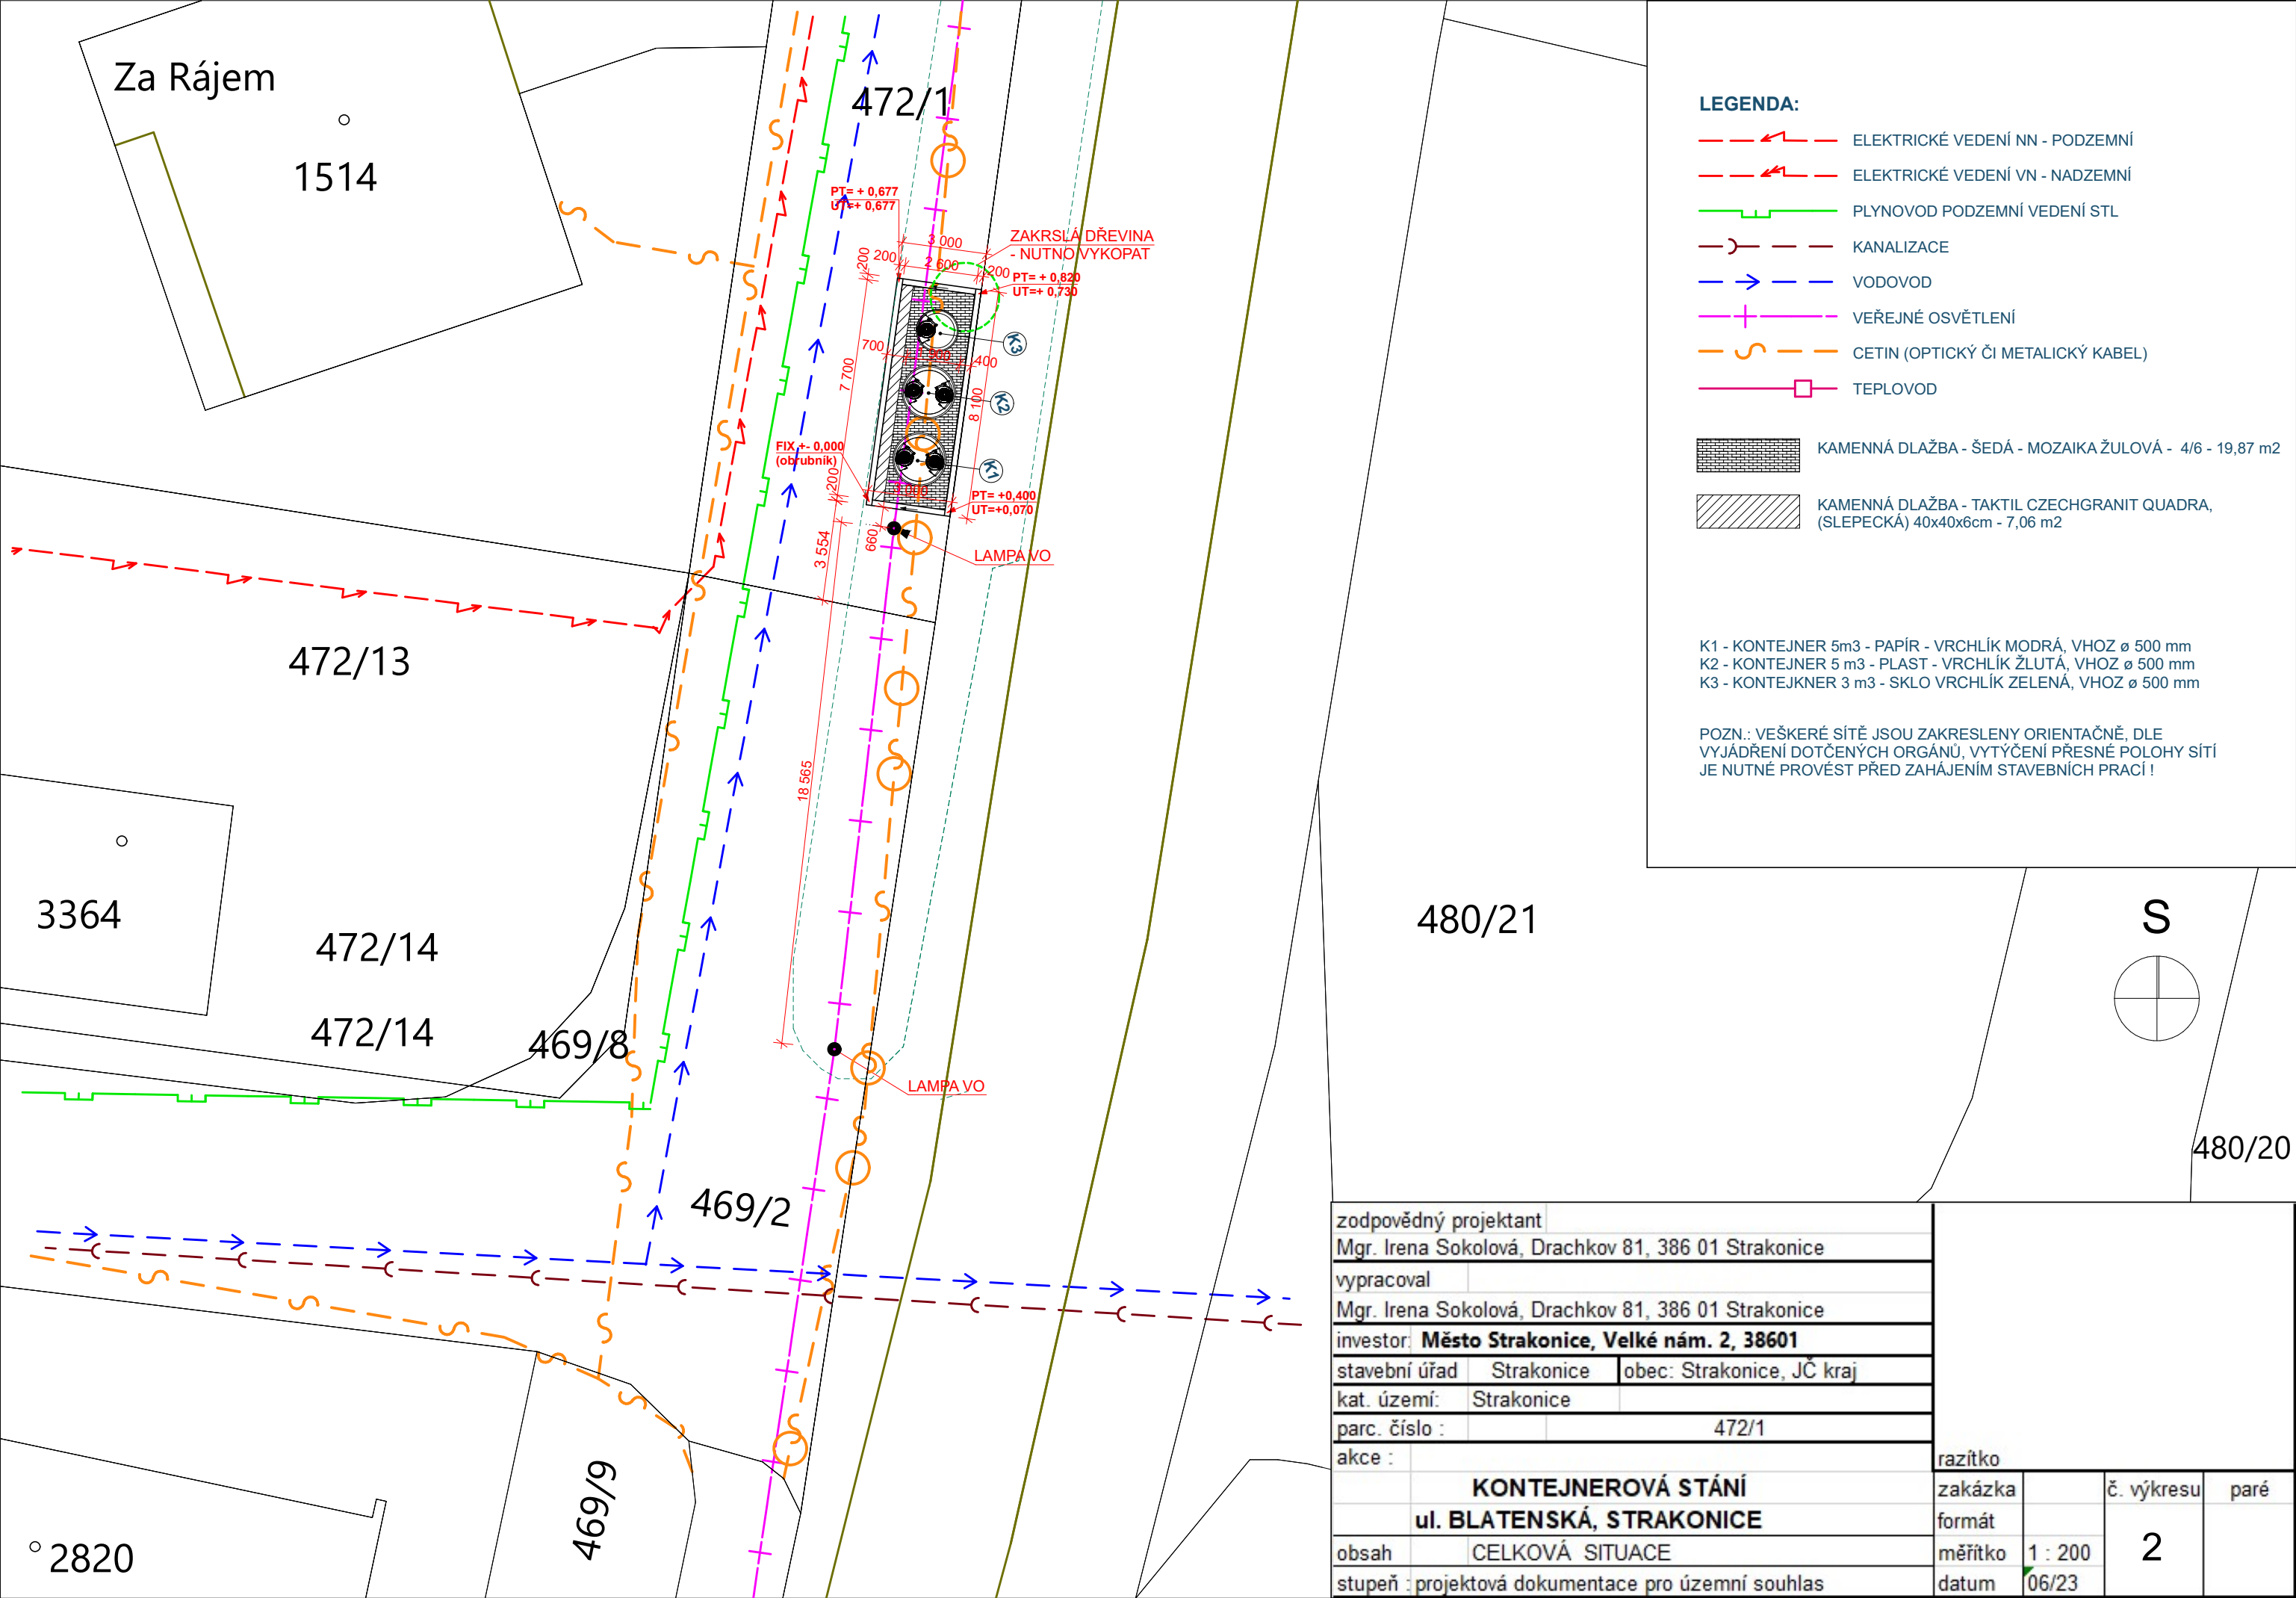 Za Rájem
1514
472/1
PT= + 0,677
UT=+ 0,677
3 000
ZAKRSLÁ DŘEVINA
- NUTNO VYKOPAT
200
200
2 600
200
PT= + 0,820
UT=+ 0,730
K3
700
900
400
7 700
K2
8 100
FIX +- 0,000
(obrubník)
K1
200
PT= +0,400
UT=+0,070
660
3 554
LAMPA VO
472/13
18 565
3364
472/14
472/14
469/8
LAMPA VO
469/2
469/9
2820
480/21
480/20
S
LEGENDA:
ELEKTRICKÉ VEDENÍ NN - PODZEMNÍ
ELEKTRICKÉ VEDENÍ VN - NADZEMNÍ
PLYNOVOD PODZEMNÍ VEDENÍ STL
KANALIZACE
VODOVOD
VEŘEJNÉ OSVĚTLENÍ
CETIN (OPTICKÝ ČI METALICKÝ KABEL)
TEPLOVOD
KAMENNÁ DLAŽBA - ŠEDÁ - MOZAIKA ŽULOVÁ - 4/6 - 19,87 m2
KAMENNÁ DLAŽBA - TAKTIL CZECHGRANIT QUADRA,
(SLEPECKÁ) 40x40x6cm - 7,06 m2
K1 - KONTEJNER 5m3 - PAPÍR - VRCHLÍK MODRÁ, VHOZ ø 500 mm
K2 - KONTEJNER 5 m3 - PLAST - VRCHLÍK ŽLUTÁ, VHOZ ø 500 mm
K3 - KONTEJKNER 3 m3 - SKLO VRCHLÍK ZELENÁ, VHOZ ø 500 mm
POZN.: VEŠKERÉ SÍTĚ JSOU ZAKRESLENY ORIENTAČNĚ, DLE
VYJÁDŘENÍ DOTČENÝCH ORGÁNŮ, VYTÝČENÍ PŘESNÉ POLOHY SÍTÍ
JE NUTNÉ PROVÉST PŘED ZAHÁJENÍM STAVEBNÍCH PRACÍ !
zodpovědný projektant
Mgr. Irena Sokolová, Drachkov 81, 386 01 Strakonice
vypracoval
Mgr. Irena Sokolová, Drachkov 81, 386 01 Strakonice
investor: Město Strakonice, Velké nám. 2, 38601
stavební úřad Strakonice obec: Strakonice, JČ kraj
kat. území: Strakonice
parc. číslo : 472/1
akce :
KONTEJNEROVÁ STÁNÍ
ul. BLATENSKÁ, STRAKONICE
obsah CELKOVÁ SITUACE
stupeň : projektová dokumentace pro územní souhlas
razítko
zakázka č. výkresu paré
formát
měřítko 1 : 200 2
datum 06/23